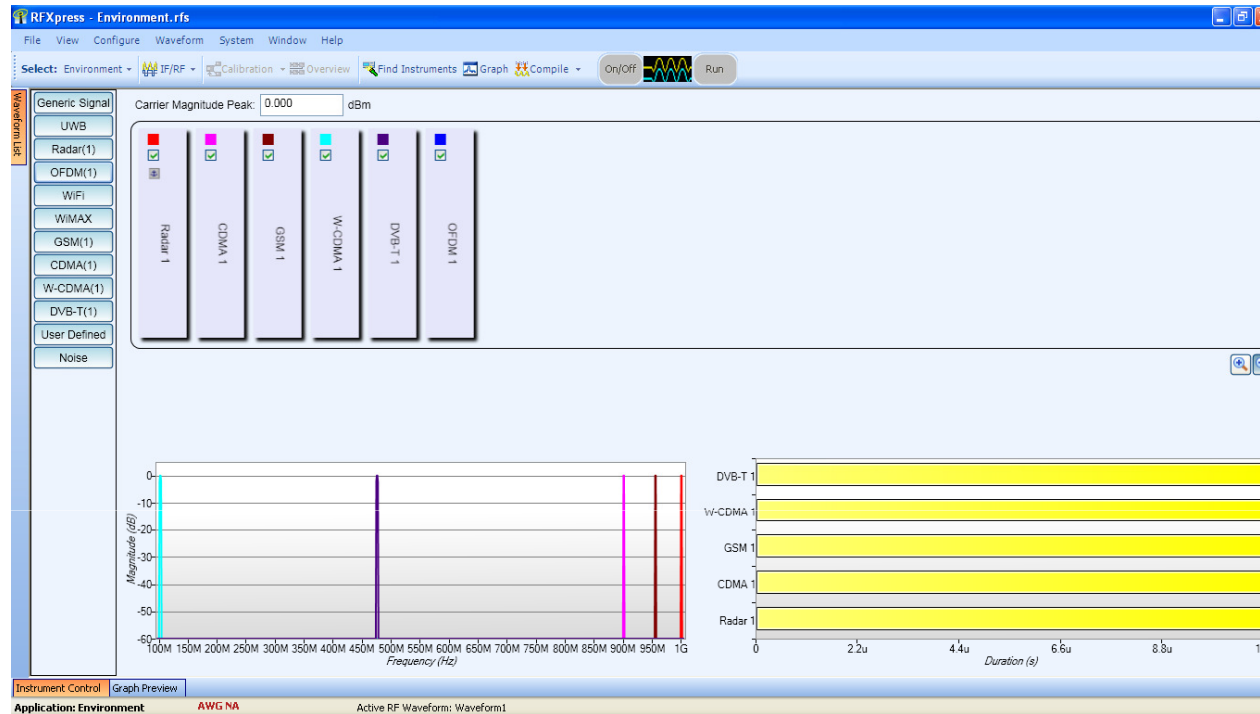 RFXpress - Environment.rfs
File View Configure Waveform System Window Help
Select: Environment IF/RF Calibration Overview Find Instruments Graph Compile On/Off Run
Waveform List
Generic Signal
UWB
Radar(1)
OFDM(1)
WiFi
WiMAX
GSM(1)
CDMA(1)
W-CDMA(1)
DVB-T(1)
User Defined
Noise
Carrier Magnitude Peak: 0.000 dBm
Radar 1
CDMA 1
GSM 1
W-CDMA 1
DVB-T 1
OFDM 1
Magnitude (dB)
0
-10
-20
-30
-40
-50
-60
100M 150M 200M 250M 300M 350M 400M 450M 500M 550M 600M 650M 700M 750M 800M 850M 900M 950M 1G
Frequency (Hz)
DVB-T 1
W-CDMA 1
GSM 1
CDMA 1
Radar 1
0 2.2u 4.4u 6.6u 8.8u
Duration (s)
Instrument Control Graph Preview
Application: Environment AWG NA Active RF Waveform: Waveform1